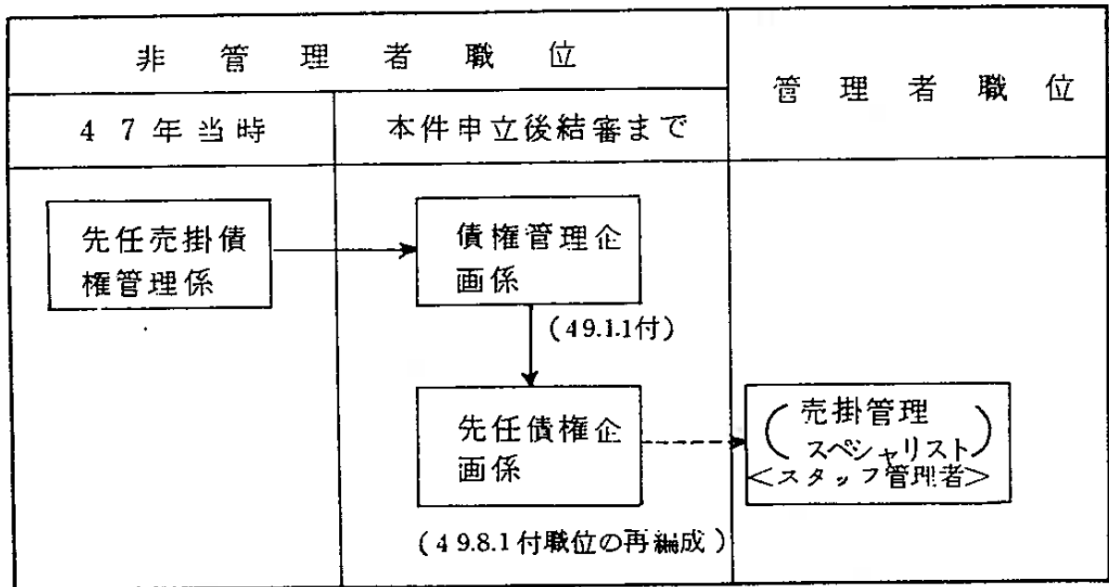 非管理者職位
管理者職位
47年当時
本件申立後結審まで
先任売掛債
権管理係
債権管理企
画係
(49.1.1付)
先任債権企
画係
(売掛管理
スペシャリスト)
<スタッフ管理者>
(49.8.1付職位の再編成)